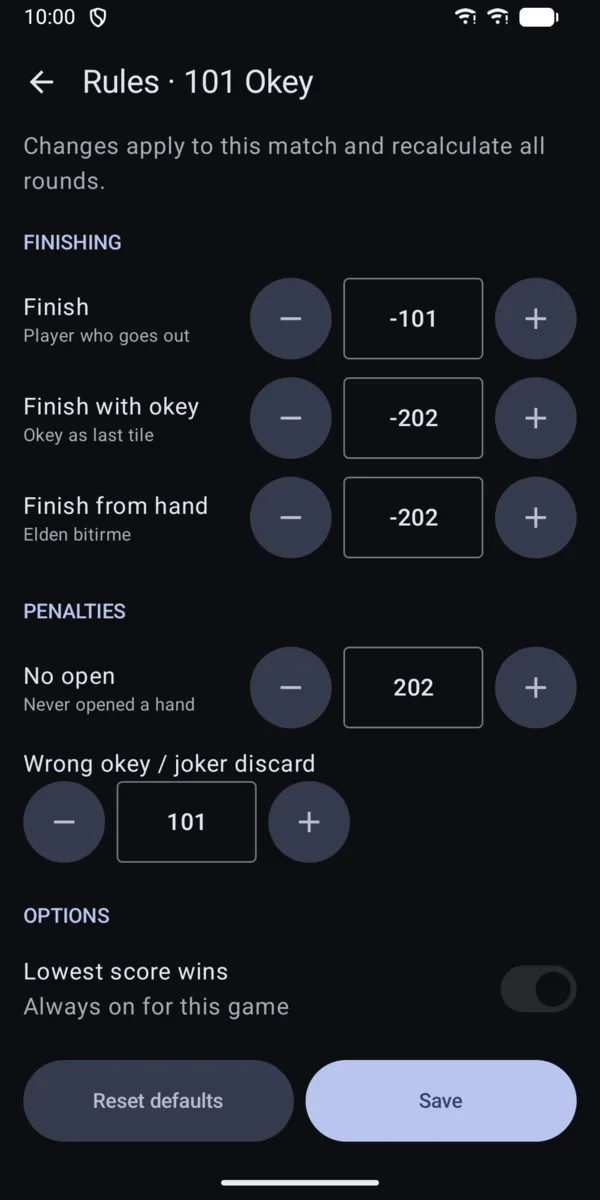 10:00
Rules · 101 Okey
Changes apply to this match and recalculate all
rounds.
FINISHING
Finish
Player who goes out
-101
Finish with okey
Okey as last tile
-202
Finish from hand
Elden bitirme
-202
PENALTIES
No open
Never opened a hand
202
Wrong okey / joker discard
101
OPTIONS
Lowest score wins
Always on for this game
Reset defaults
Save